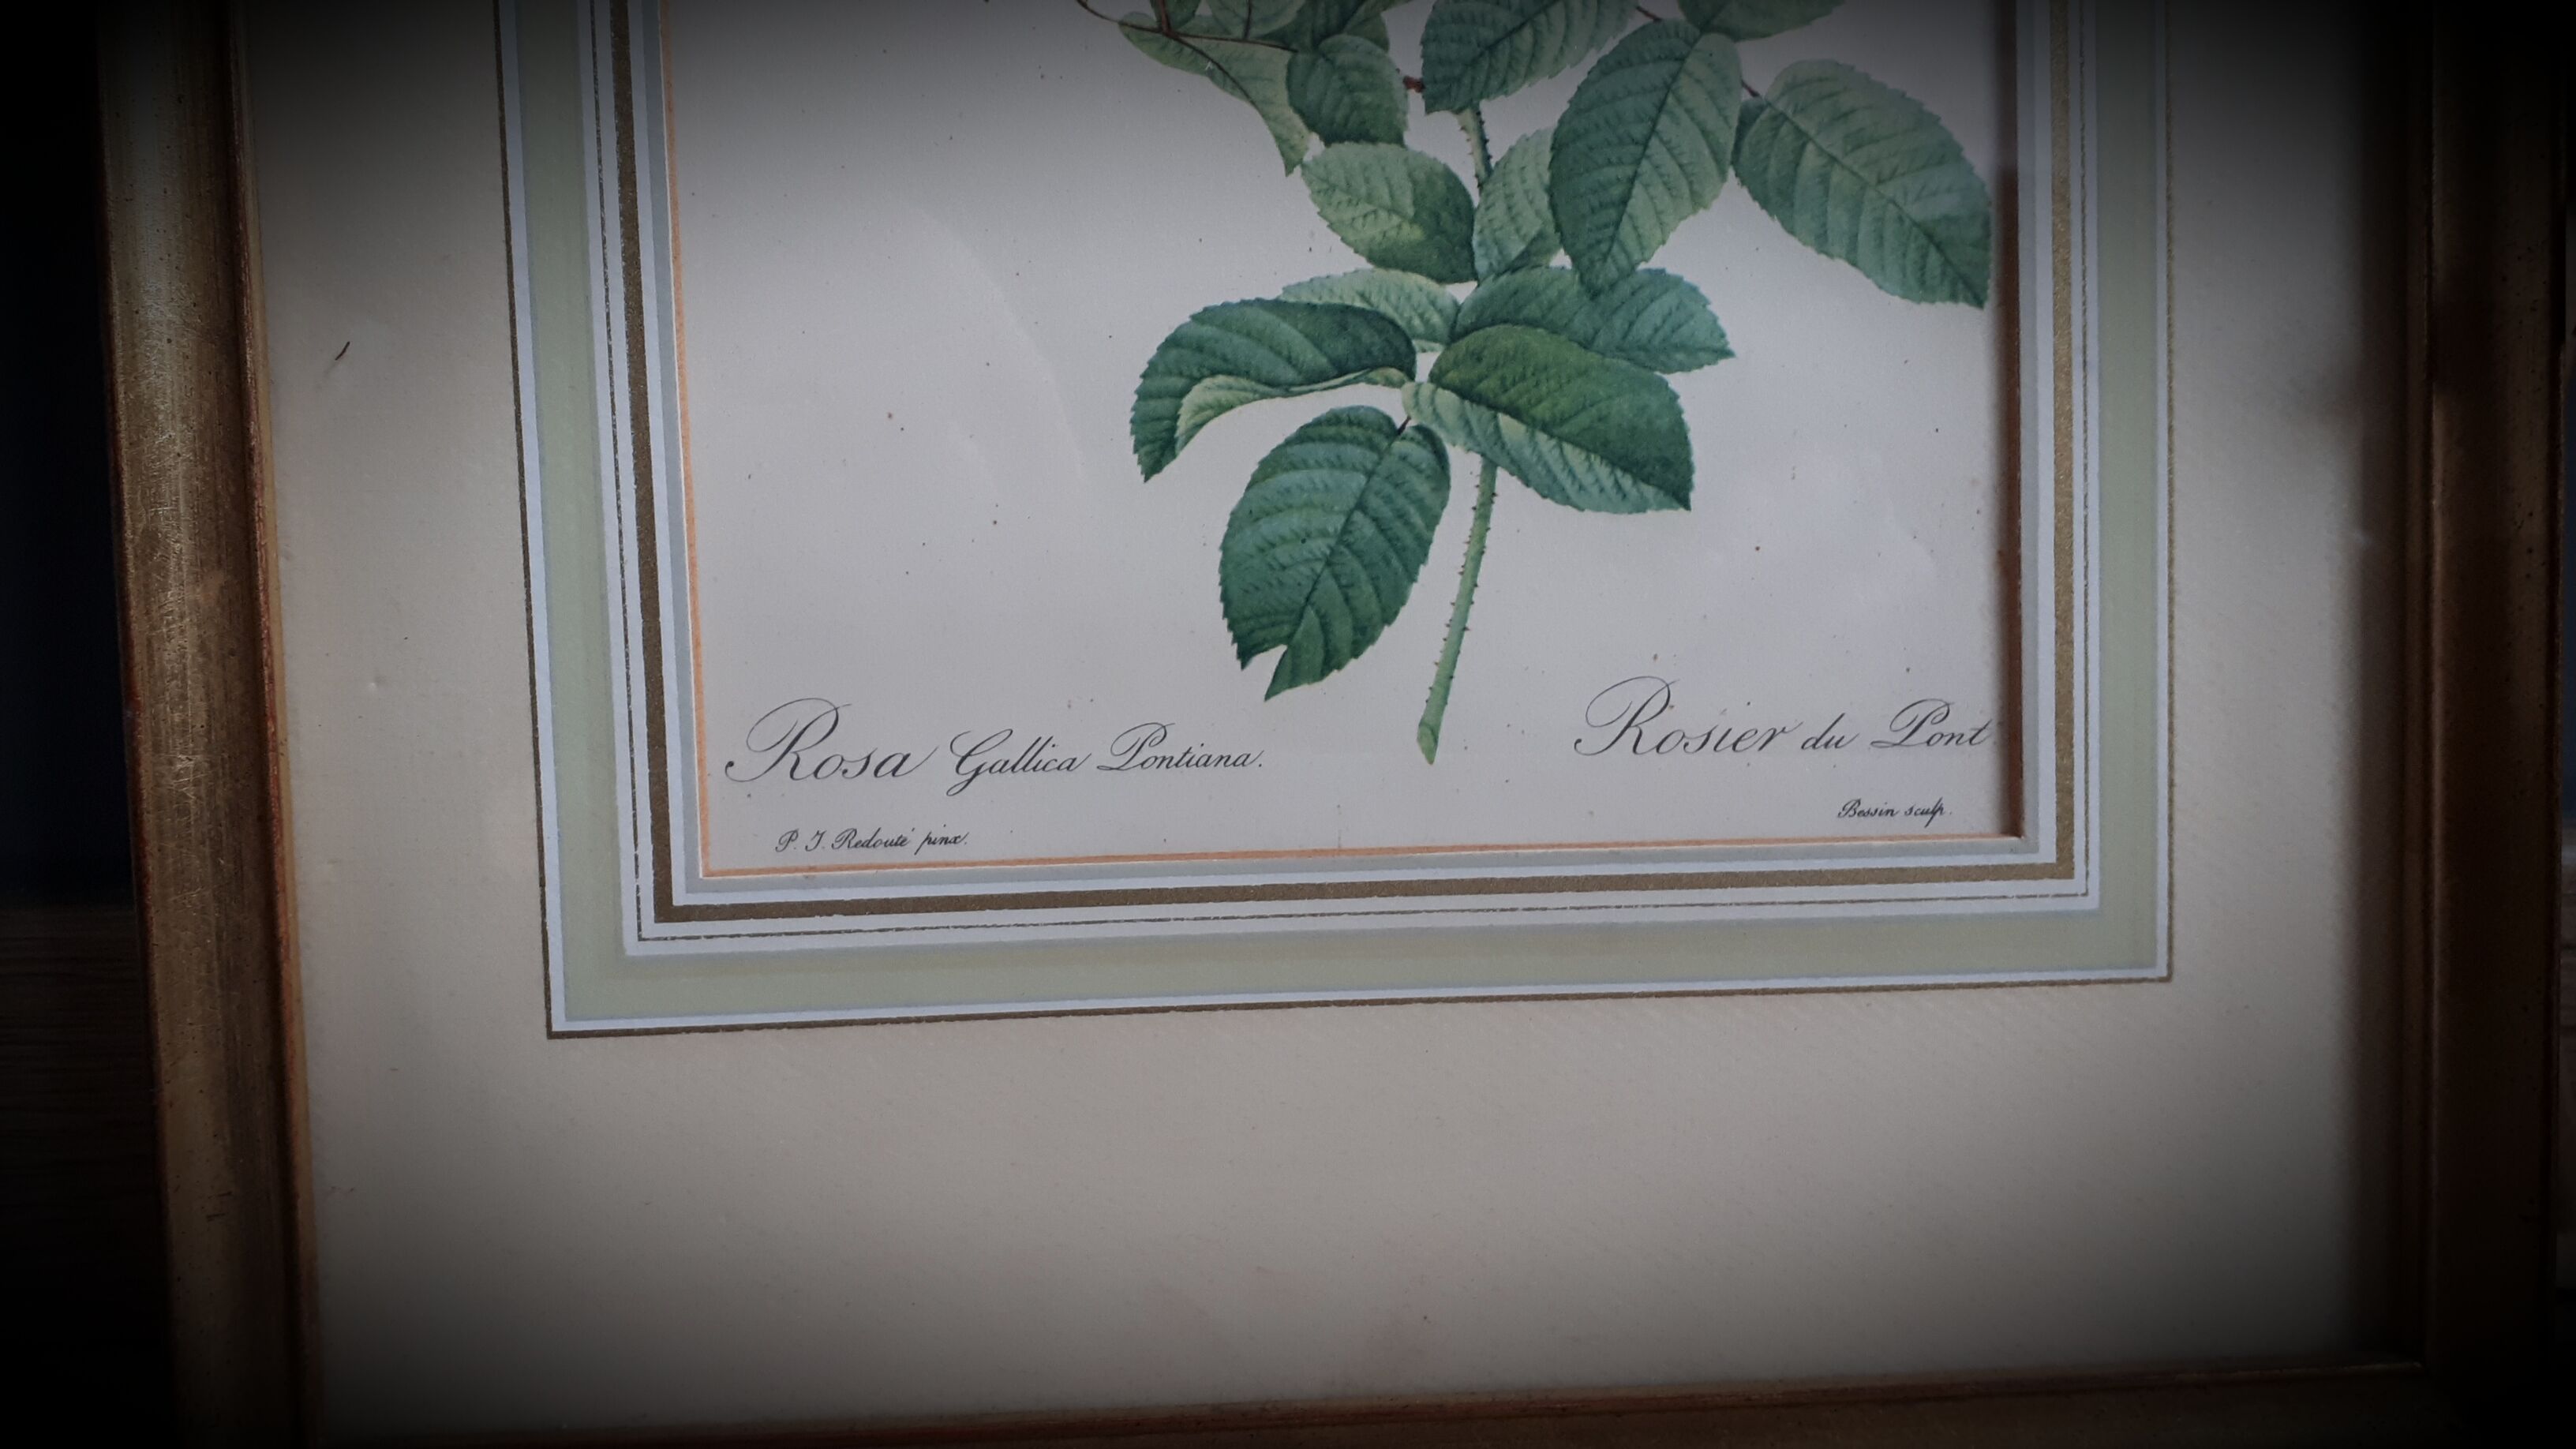 Rosa Gallica Pontiana.
Rosier du Pont
P. J. Redouté pinx.
Bessin sculp.